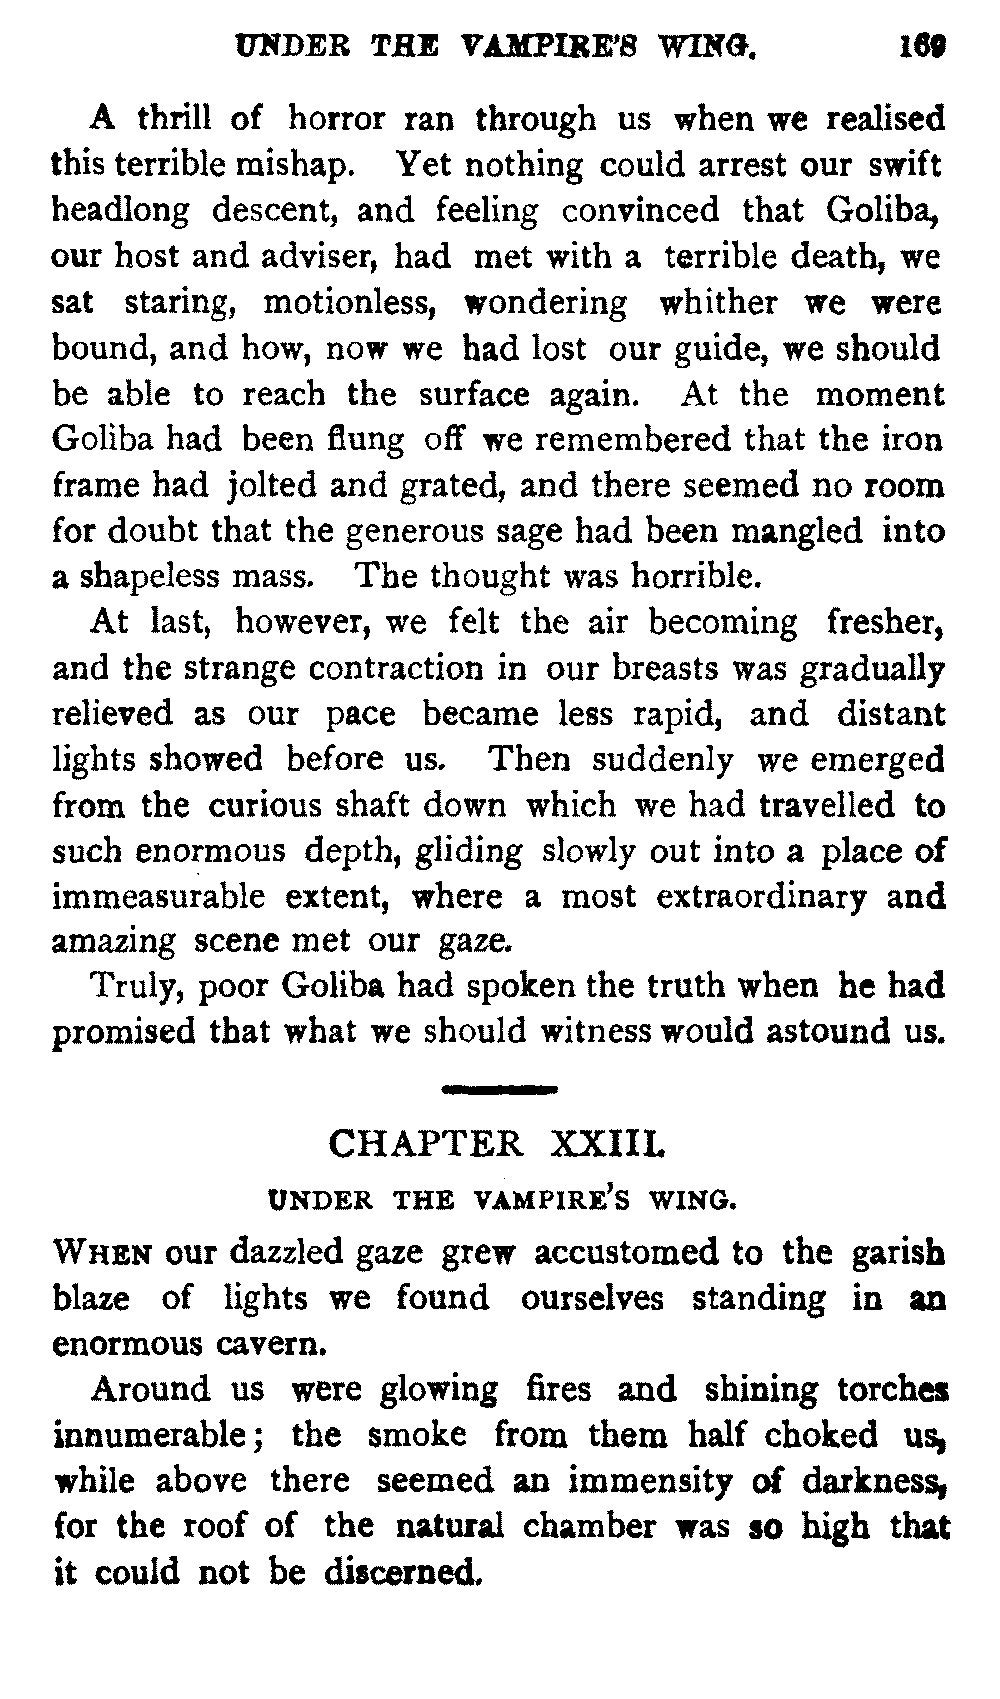 UNDER THE VAMPIRE'S WING. 169
A thrill of horror ran through us when we realised
this terrible mishap. Yet nothing could arrest our swift
headlong descent, and feeling convinced that Goliba,
our host and adviser, had met with a terrible death, we
sat staring, motionless, wondering whither we were
bound, and how, now we had lost our guide, we should
be able to reach the surface again. At the moment
Goliba had been flung off we remembered that the iron
frame had jolted and grated, and there seemed no room
for doubt that the generous sage had been mangled into
a shapeless mass. The thought was horrible.
At last, however, we felt the air becoming fresher,
and the strange contraction in our breasts was gradually
relieved as our pace became less rapid, and distant
lights showed before us. Then suddenly we emerged
from the curious shaft down which we had travelled to
such enormous depth, gliding slowly out into a place of
immeasurable extent, where a most extraordinary and
amazing scene met our gaze.
Truly, poor Goliba had spoken the truth when he had
promised that what we should witness would astound us.
CHAPTER XXIII.
UNDER THE VAMPIRE'S WING.
WHEN our dazzled gaze grew accustomed to the garish
blaze of lights we found ourselves standing in an
enormous cavern.
Around us were glowing fires and shining torches
innumerable; the smoke from them half choked us,
while above there seemed an immensity of darkness,
for the roof of the natural chamber was so high that
it could not be discerned.